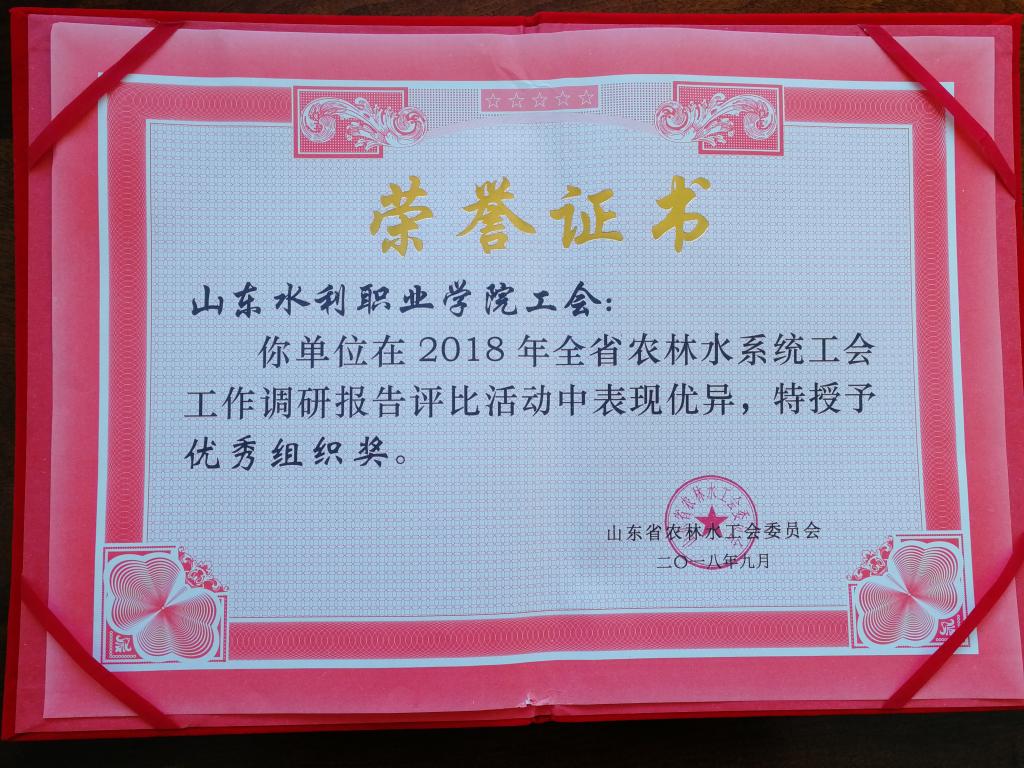 荣誉证书
山东水利职业学院工会：
你单位在2018年全省农林水系统工会
工作调研报告评比活动中表现优异，特授予
优秀组织奖。
山东省农林水工会委员会
二〇一八年九月